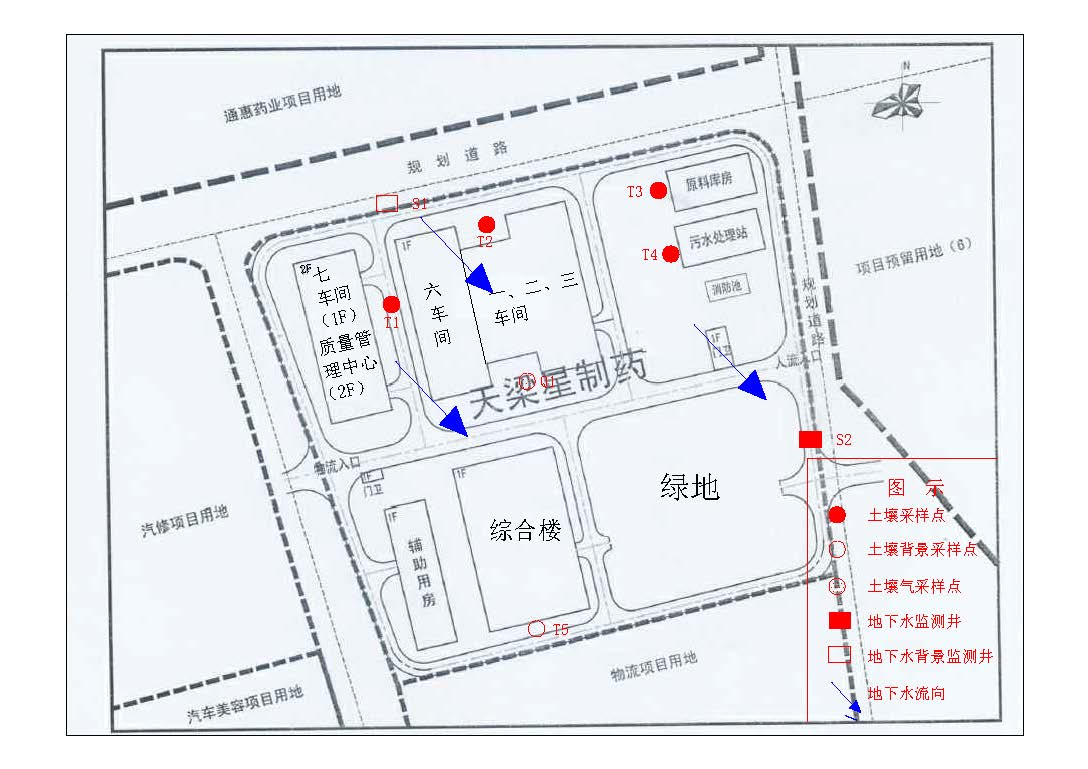 通惠药业项目用地
规划道路
N
S1
T3
原料库房
T2
1F
T4
污水处理站
项目预留用地（6）
2F
七
车间
（1F）
质量管
理中心
（2F）
T1
六
车
间
一、二、三
车间
消防池
规划道路
1F
门卫
人流入口
天梁星制药
Q1
S2
物流入口
1F
门卫
1F
综合楼
绿地
汽修项目用地
1F
辅助用房
T5
物流项目用地
汽车美容项目用地
图 示
土壤采样点
土壤背景采样点
土壤气采样点
地下水监测井
地下水背景监测井
地下水流向